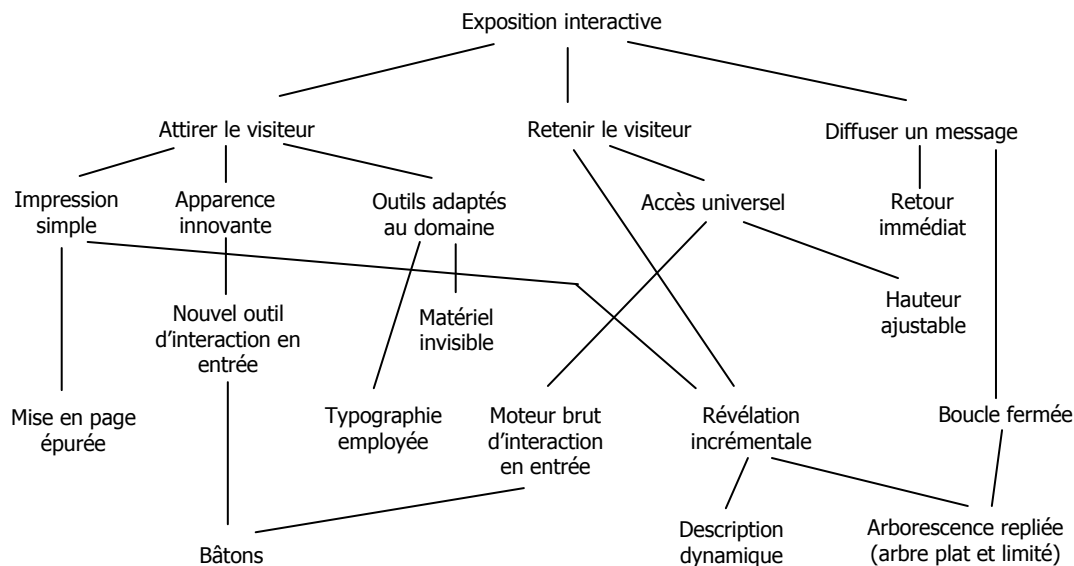 Exposition interactive
Attirer le visiteur
Retenir le visiteur
Diffuser un message
Impression
simple
Apparence
innovante
Outils adaptés
au domaine
Accès universel
Retour
immédiat
Nouvel outil
d'interaction en
entrée
Matériel
invisible
Hauteur
ajustable
Mise en page
épurée
Typographie
employée
Moteur brut
d'interaction
en entrée
Révélation
incrémentale
Boucle fermée
Bâtons
Description
dynamique
Arborescence repliée
(arbre plat et limité)